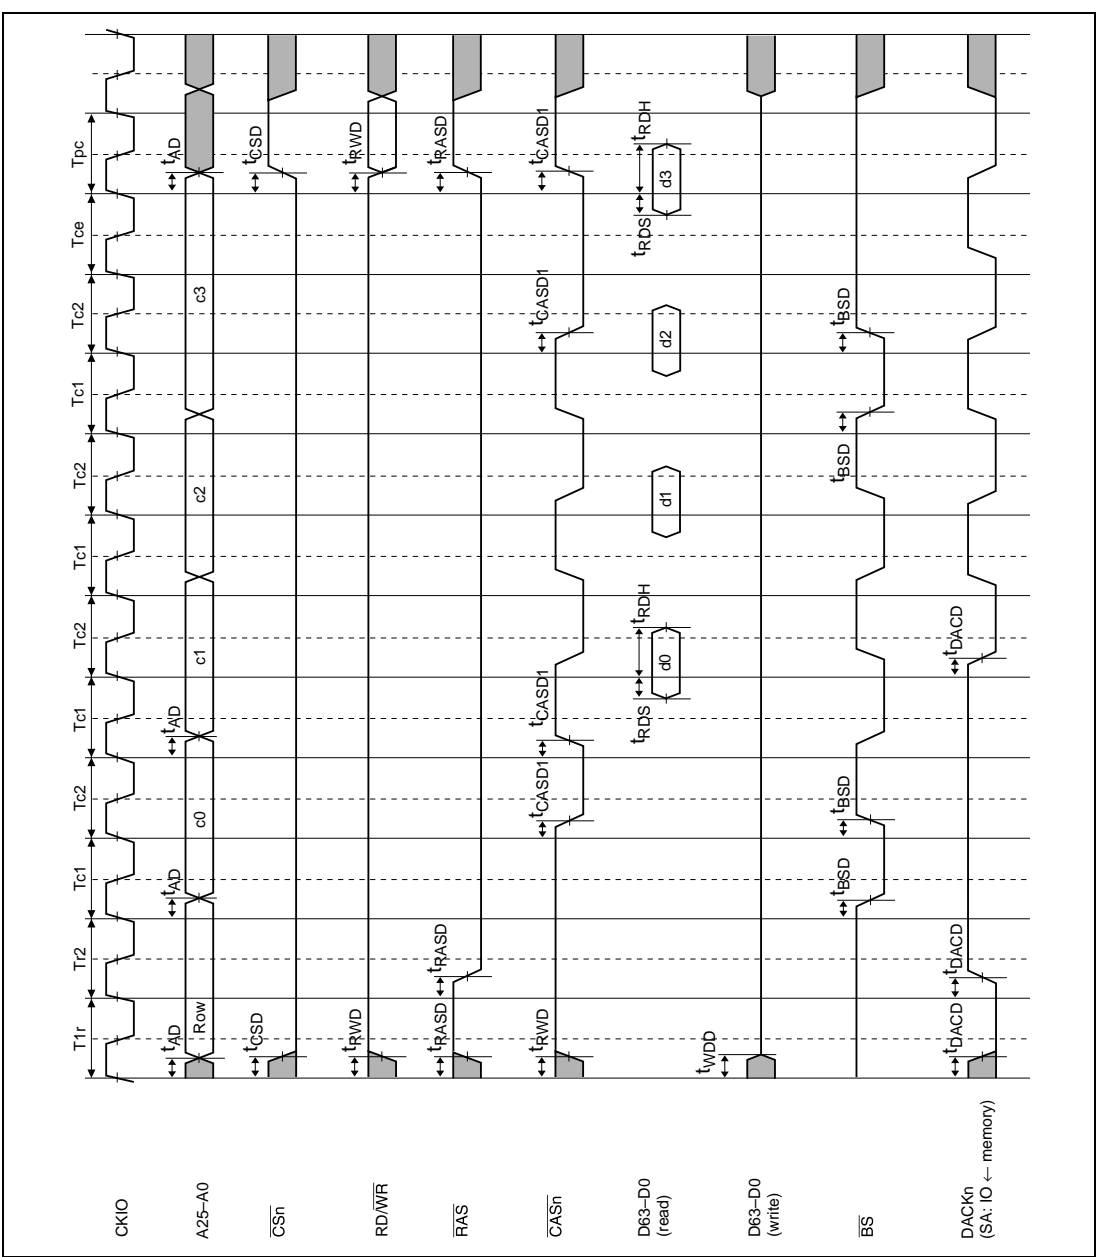 T1r Tr2 Tc1 Tc2 Tc1 Tc2 Tc1 Tc2 Tc1 Tc2 Tce Tpc
CKIO
tAD tAD tAD tAD
A25–A0 Row c0 c1 c2 c3
tCSD tCSD
CSn
tRWD tRWD
RD/WR
tRASD tRASD tRASD
RAS
tRWD tCASD1 tCASD1 tCASD1 tCASD1
CASn
tRDS tRDH tRDS tRDH
D63–D0 d0 d1 d2 d3
(read)
tWDD
D63–D0
(write)
tBSD tBSD tBSD tBSD
BS
tDACD tDACD tDACD
DACKn
(SA: IO ← memory)